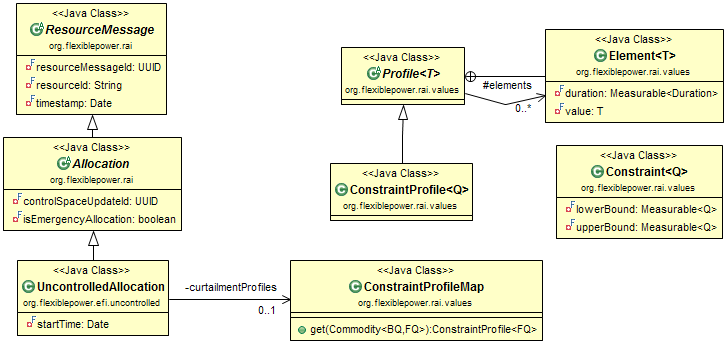 <<Java Class>>
ResourceMessage
org.flexiblepower.rai
resourceMessageId: UUID
resourceId: String
timestamp: Date
<<Java Class>>
Allocation
org.flexiblepower.rai
controlSpaceUpdateId: UUID
isEmergencyAllocation: boolean
<<Java Class>>
UncontrolledAllocation
org.flexiblepower.efi.uncontrolled
startTime: Date
-curtailmentProfiles
0..1
<<Java Class>>
ConstraintProfileMap
org.flexiblepower.rai.values
get(Commodity<BQ,FQ>):ConstraintProfile<FQ>
<<Java Class>>
Profile<T>
org.flexiblepower.rai.values
#elements
0..*
<<Java Class>>
Element<T>
org.flexiblepower.rai.values
duration: Measurable<Duration>
value: T
<<Java Class>>
ConstraintProfile<Q>
org.flexiblepower.rai.values
<<Java Class>>
Constraint<Q>
org.flexiblepower.rai.values
lowerBound: Measurable<Q>
upperBound: Measurable<Q>